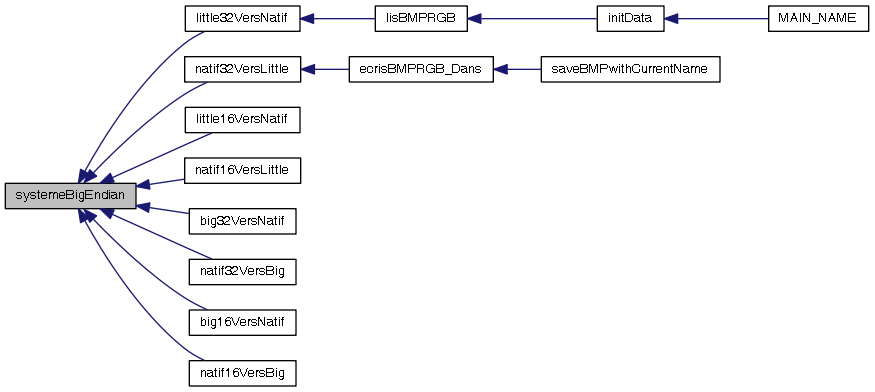 little32VersNatif
lisBMPRGB
initData
MAIN_NAME
natif32VersLittle
ecrisBMPRGB_Dans
saveBMPwithCurrentName
little16VersNatif
natif16VersLittle
systemeBigEndian
big32VersNatif
natif32VersBig
big16VersNatif
natif16VersBig